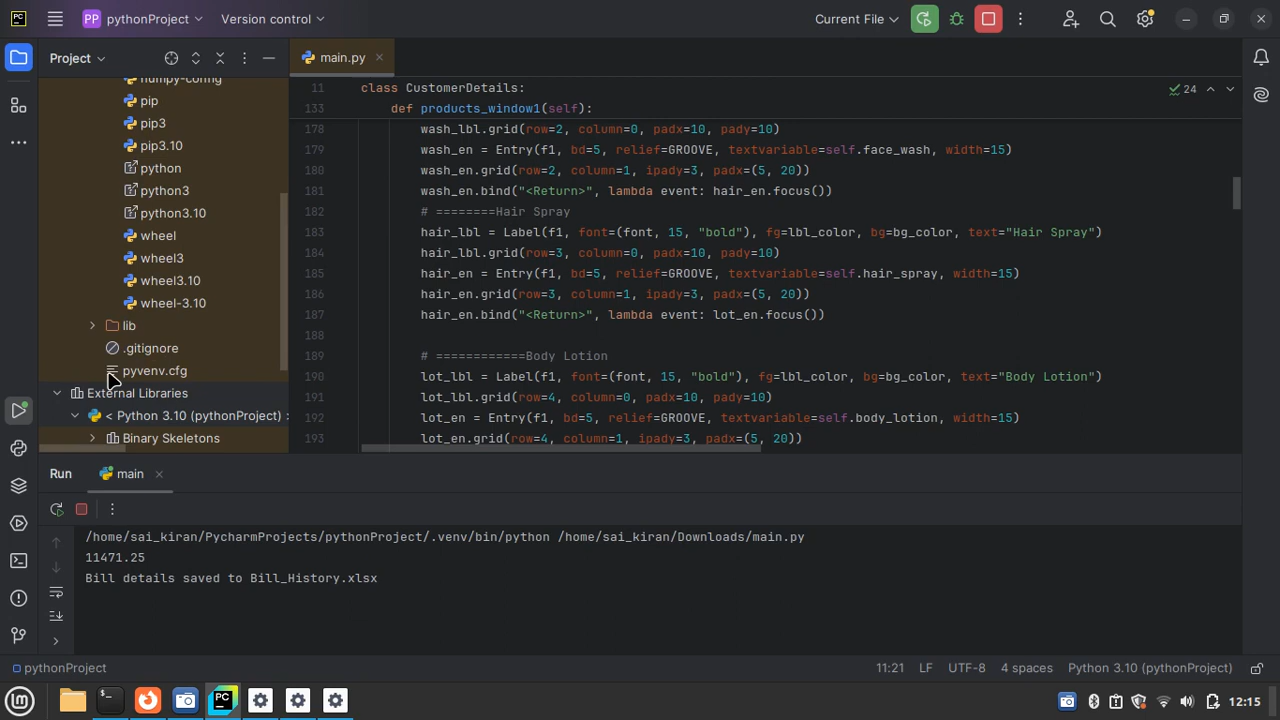 PC
PP pythonProject
Version control
Current File
Project
main.py
numpy-config
pip
pip3
pip3.10
python
python3
python3.10
wheel
wheel3
wheel3.10
wheel-3.10
lib
.gitignore
pyvenv.cfg
External Libraries
< Python 3.10 (pythonProject) >
Binary Skeletons
11 class CustomerDetails:
133 def products_window1(self):
24
178 wash_lbl.grid(row=2, column=0, padx=10, pady=10)
179 wash_en = Entry(f1, bd=5, relief=GROOVE, textvariable=self.face_wash, width=15)
180 wash_en.grid(row=2, column=1, ipady=3, padx=(5, 20))
181 wash_en.bind("<Return>", lambda event: hair_en.focus())
182 # ========Hair Spray
183 hair_lbl = Label(f1, font=(font, 15, "bold"), fg=lbl_color, bg=bg_color, text="Hair Spray")
184 hair_lbl.grid(row=3, column=0, padx=10, pady=10)
185 hair_en = Entry(f1, bd=5, relief=GROOVE, textvariable=self.hair_spray, width=15)
186 hair_en.grid(row=3, column=1, ipady=3, padx=(5, 20))
187 hair_en.bind("<Return>", lambda event: lot_en.focus())
188
189 # ============Body Lotion
190 lot_lbl = Label(f1, font=(font, 15, "bold"), fg=lbl_color, bg=bg_color, text="Body Lotion")
191 lot_lbl.grid(row=4, column=0, padx=10, pady=10)
192 lot_en = Entry(f1, bd=5, relief=GROOVE, textvariable=self.body_lotion, width=15)
193 lot_en.grid(row=4, column=1, ipady=3, padx=(5, 20))
Run
main
/home/sai_kiran/PycharmProjects/pythonProject/.venv/bin/python /home/sai_kiran/Downloads/main.py
11471.25
Bill details saved to Bill_History.xlsx
pythonProject
11:21
LF
UTF-8
4 spaces
Python 3.10 (pythonProject)
PC
12:15